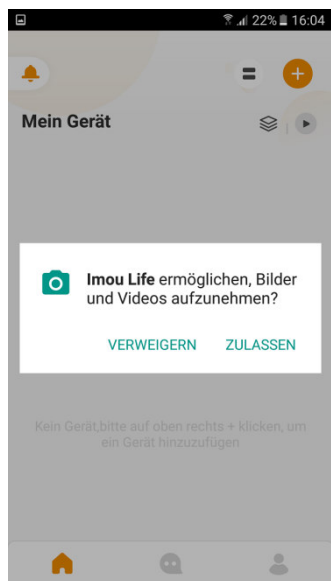 22% 16:04
Mein Gerät
Imou Life ermöglichen, Bilder
und Videos aufzunehmen?
VERWEIGERN ZULASSEN
Kein Gerät,bitte auf oben rechts + klicken, um
ein Gerät hinzuzufügen